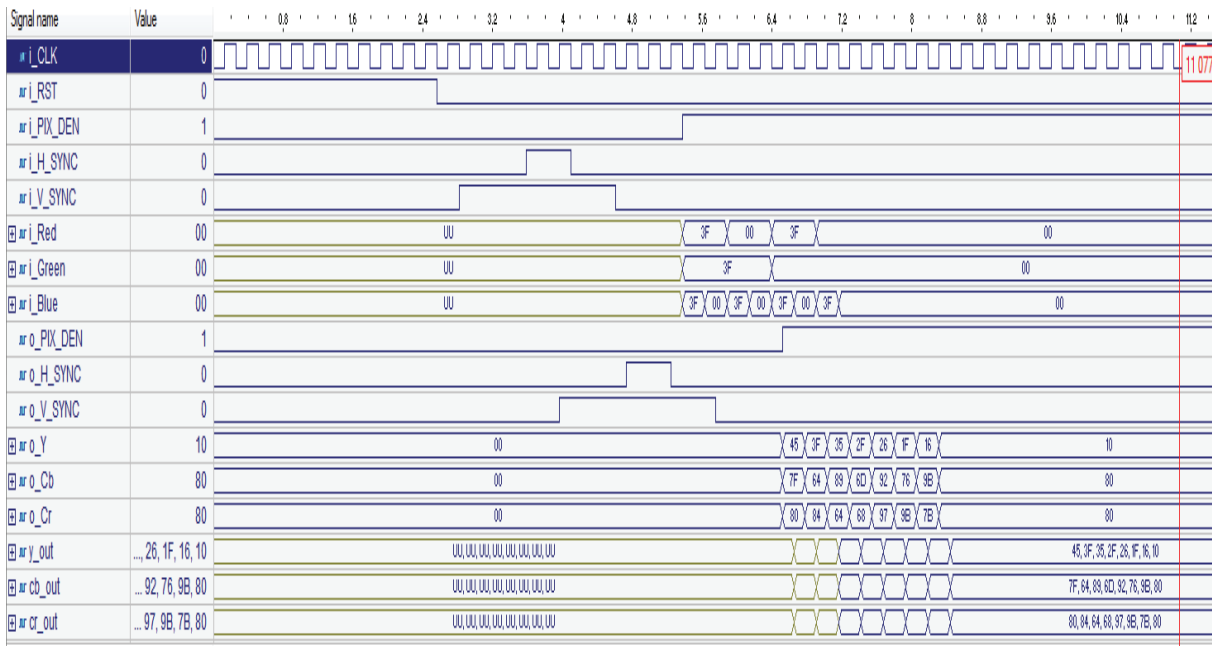 Signal name Value 0.8 1.6 2.4 3.2 4 4.8 5.6 6.4 7.2 8 8.8 9.6 10.4 11.2
i_CLK 0 11 077
i_RST 0
i_PIX_DEN 1
i_H_SYNC 0
i_V_SYNC 0
i_Red 00 UU 3F 00 3F 00
i_Green 00 UU 3F 00
i_Blue 00 UU 3F 00 3F 00 3F 00 3F 00
o_PIX_DEN 1
o_H_SYNC 0
o_V_SYNC 0
o_Y 10 00 45 3F 35 2F 26 1F 16 10
o_Cb 80 00 7F 64 89 6D 92 76 9B 80
o_Cr 80 00 80 84 64 68 97 9B 7B 80
y_out ..., 26, 1F, 16, 10 UU, UU, UU, UU, UU, UU, UU, UU 45, 3F, 35, 2F, 26, 1F, 16, 10
cb_out ... 92, 76, 9B, 80 UU, UU, UU, UU, UU, UU, UU, UU 7F, 64, 89, 6D, 92, 76, 9B, 80
cr_out ... 97, 9B, 7B, 80 UU, UU, UU, UU, UU, UU, UU, UU 80, 84, 64, 68, 97, 9B, 7B, 80